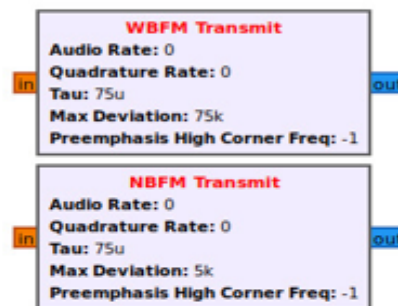 WBFM Transmit
Audio Rate: 0
Quadrature Rate: 0
in
Tau: 75u
out
Max Deviation: 75k
Preemphasis High Corner Freq: -1
NBFM Transmit
Audio Rate: 0
Quadrature Rate: 0
in
Tau: 75u
out
Max Deviation: 5k
Preemphasis High Corner Freq: -1